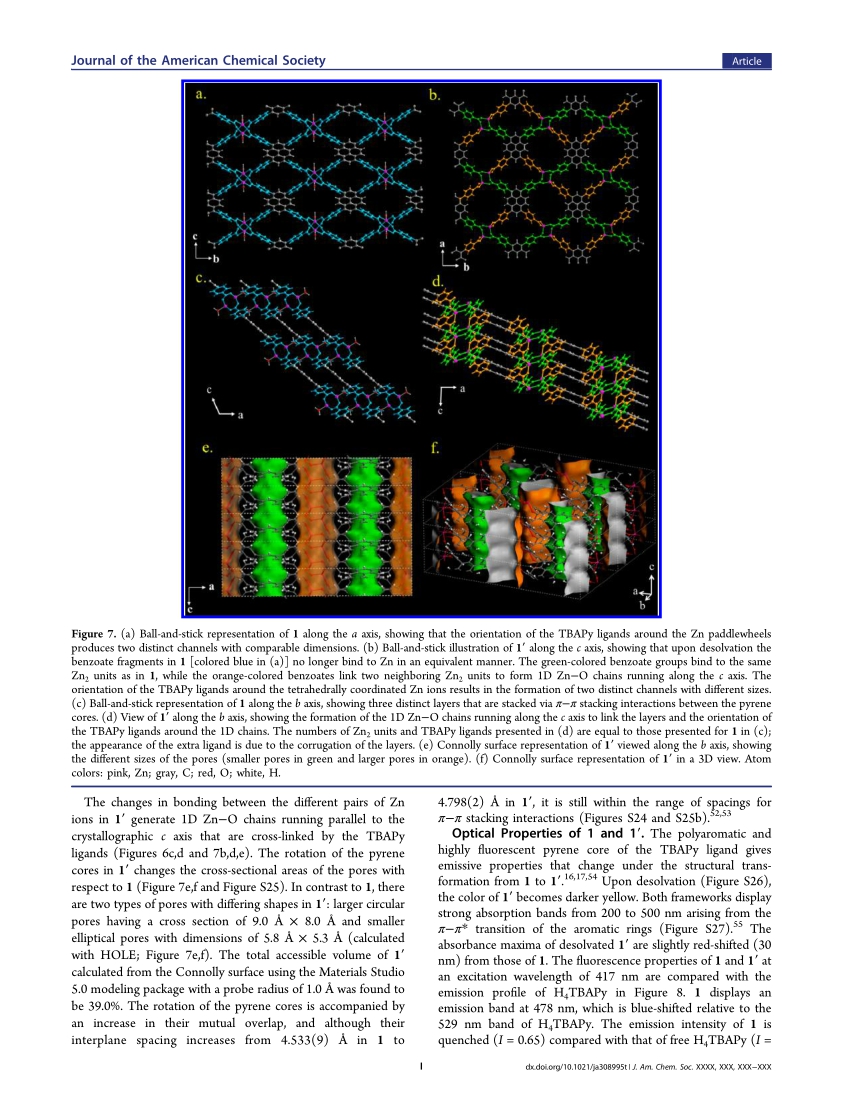 Journal of the American Chemical Society
Article
a.
b.
c
b
a
b
c.
d.
c
a
a
c
e.
f.
a
c
c
a
b
Figure 7. (a) Ball-and-stick representation of 1 along the a axis, showing that the orientation of the TBAPy ligands around the Zn paddlewheels
produces two distinct channels with comparable dimensions. (b) Ball-and-stick illustration of 1′ along the c axis, showing that upon desolvation the
benzoate fragments in 1 [colored blue in (a)] no longer bind to Zn in an equivalent manner. The green-colored benzoate groups bind to the same
Zn₂ units as in 1, while the orange-colored benzoates link two neighboring Zn₂ units to form 1D Zn−O chains running along the c axis. The
orientation of the TBAPy ligands around the tetrahedrally coordinated Zn ions results in the formation of two distinct channels with different sizes.
(c) Ball-and-stick representation of 1 along the b axis, showing three distinct layers that are stacked via π−π stacking interactions between the pyrene
cores. (d) View of 1′ along the b axis, showing the formation of the 1D Zn−O chains running along the c axis to link the layers and the orientation of
the TBAPy ligands around the 1D chains. The numbers of Zn₂ units and TBAPy ligands presented in (d) are equal to those presented for 1 in (c);
the appearance of the extra ligand is due to the corrugation of the layers. (e) Connolly surface representation of 1′ viewed along the b axis, showing
the different sizes of the pores (smaller pores in green and larger pores in orange). (f) Connolly surface representation of 1′ in a 3D view. Atom
colors: pink, Zn; gray, C; red, O; white, H.
The changes in bonding between the different pairs of Zn
ions in 1′ generate 1D Zn−O chains running parallel to the
crystallographic c axis that are cross-linked by the TBAPy
ligands (Figures 6c,d and 7b,d,e). The rotation of the pyrene
cores in 1′ changes the cross-sectional areas of the pores with
respect to 1 (Figure 7e,f and Figure S25). In contrast to 1, there
are two types of pores with differing shapes in 1′: larger circular
pores having a cross section of 9.0 Å × 8.0 Å and smaller
elliptical pores with dimensions of 5.8 Å × 5.3 Å (calculated
with HOLE; Figure 7e,f). The total accessible volume of 1′
calculated from the Connolly surface using the Materials Studio
5.0 modeling package with a probe radius of 1.0 Å was found to
be 39.0%. The rotation of the pyrene cores is accompanied by
an increase in their mutual overlap, and although their
interplane spacing increases from 4.533(9) Å in 1 to
4.798(2) Å in 1′, it is still within the range of spacings for
π−π stacking interactions (Figures S24 and S25b).⁵²,⁵³
Optical Properties of 1 and 1′. The polyaromatic and
highly fluorescent pyrene core of the TBAPy ligand gives
emissive properties that change under the structural trans-
formation from 1 to 1′.¹⁶,¹⁷,⁵⁴ Upon desolvation (Figure S26),
the color of 1′ becomes darker yellow. Both frameworks display
strong absorption bands from 200 to 500 nm arising from the
π−π* transition of the aromatic rings (Figure S27).⁵⁵ The
absorbance maxima of desolvated 1′ are slightly red-shifted (30
nm) from those of 1. The fluorescence properties of 1 and 1′ at
an excitation wavelength of 417 nm are compared with the
emission profile of H₄TBAPy in Figure 8. 1 displays an
emission band at 478 nm, which is blue-shifted relative to the
529 nm band of H₄TBAPy. The emission intensity of 1 is
quenched (I = 0.65) compared with that of free H₄TBAPy (I =
I
dx.doi.org/10.1021/ja308995t | J. Am. Chem. Soc. XXXX, XXX, XXX−XXX